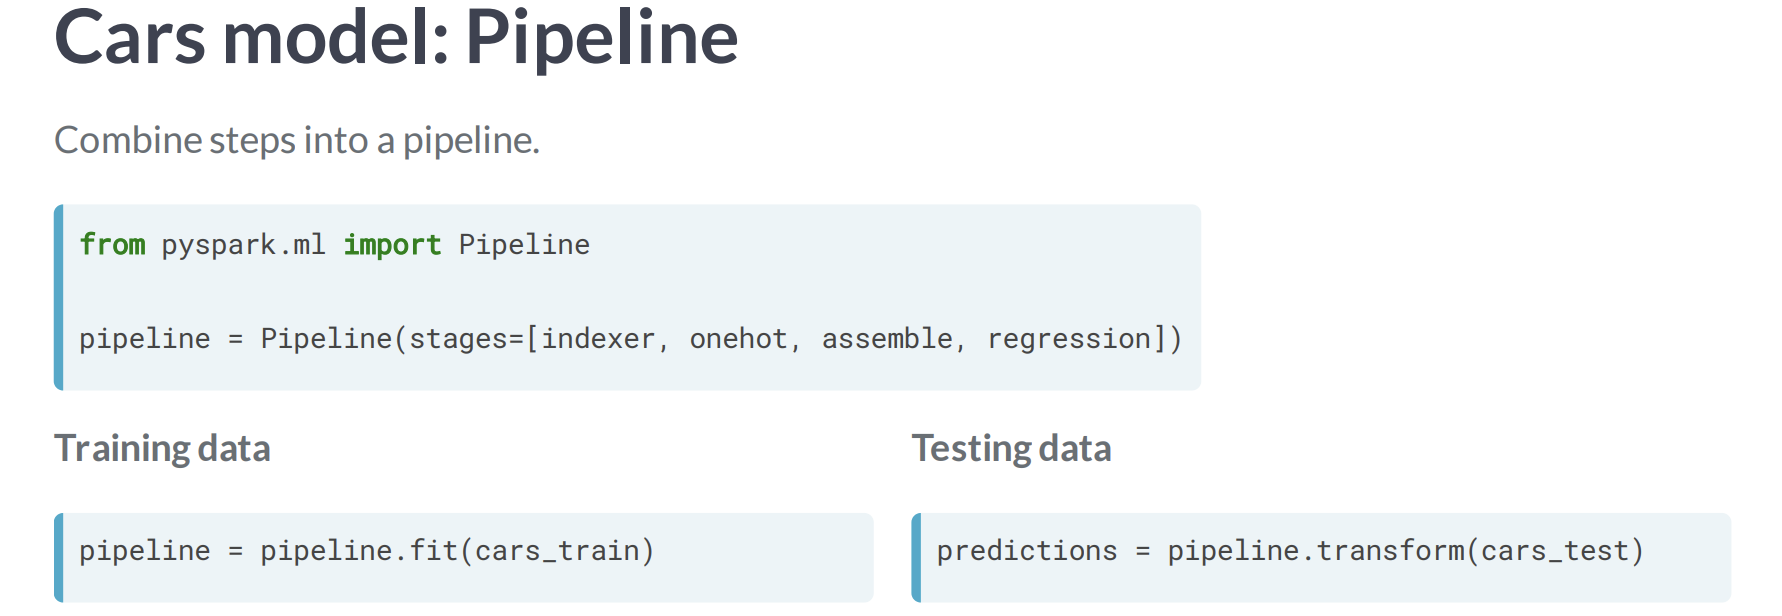 Cars model: Pipeline
Combine steps into a pipeline.
from pyspark.ml import Pipeline
pipeline = Pipeline(stages=[indexer, onehot, assemble, regression])
Training data
pipeline = pipeline.fit(cars_train)
Testing data
predictions = pipeline.transform(cars_test)